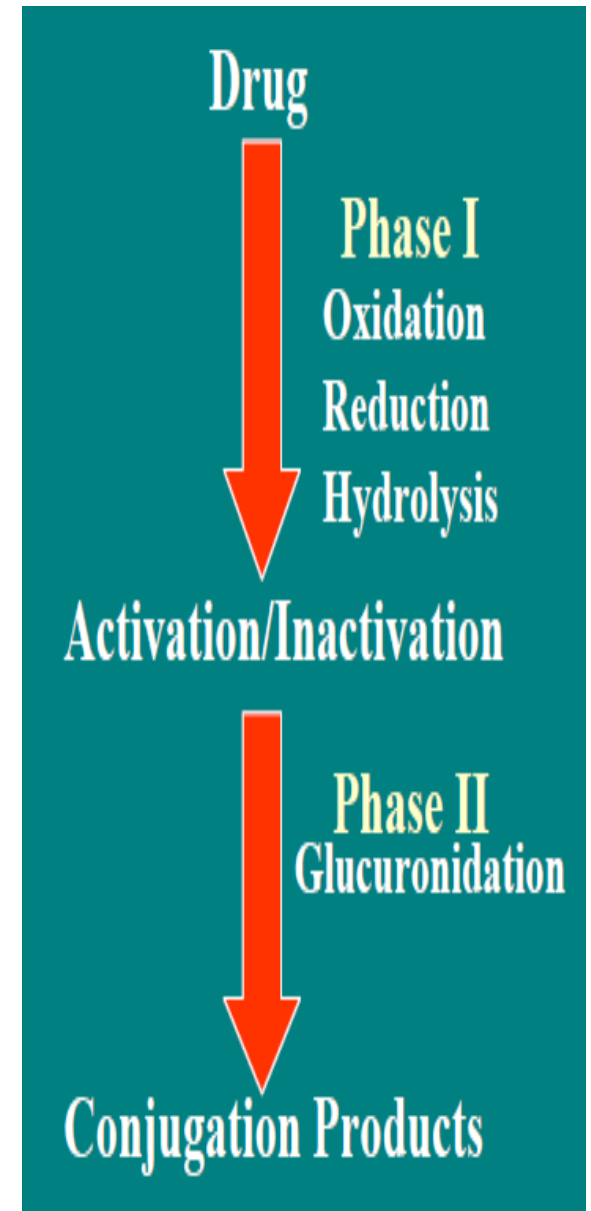 Drug
Phase I
Oxidation
Reduction
Hydrolysis
Activation/Inactivation
Phase II
Glucuronidation
Conjugation Products